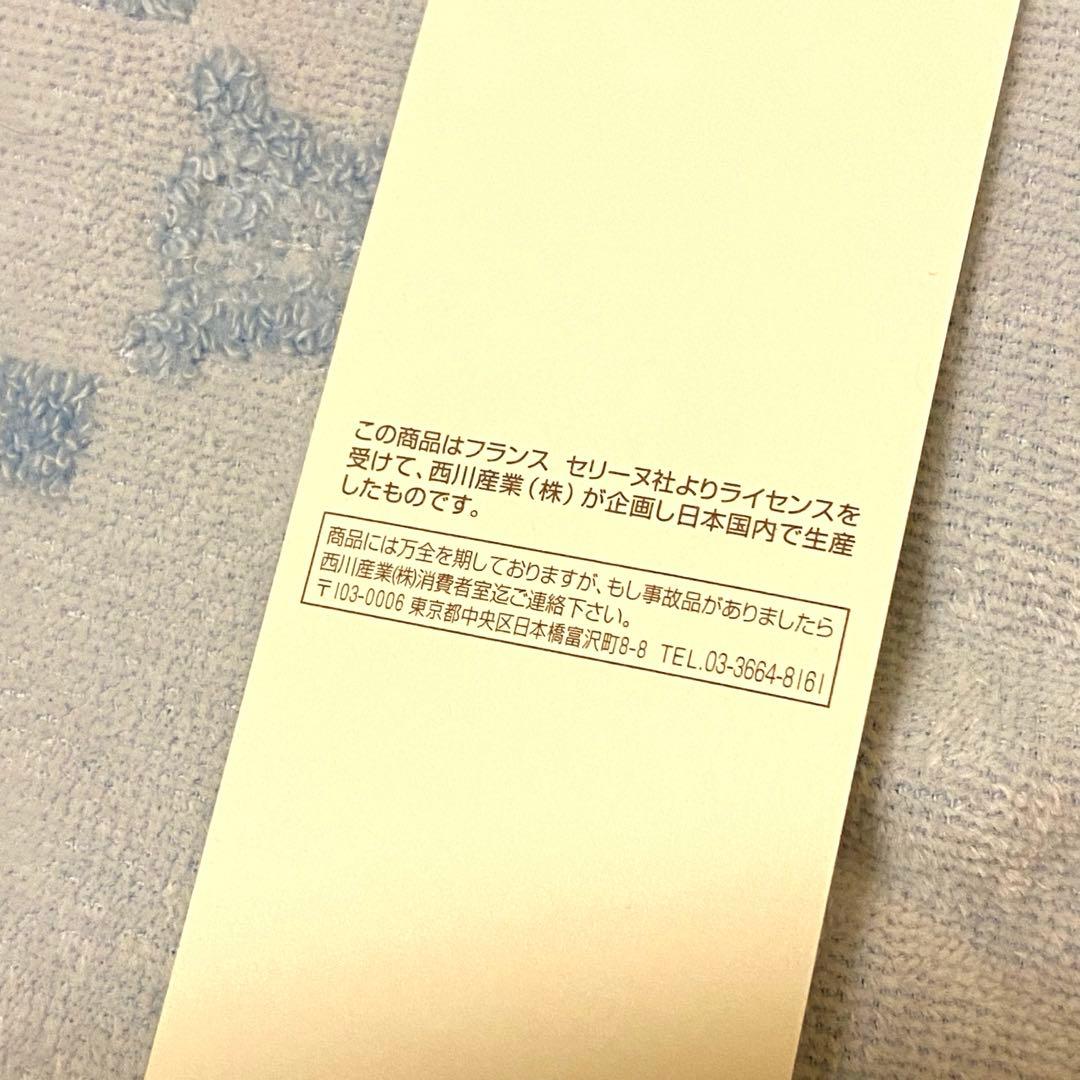 この商品はフランス セリーヌ社よりライセンスを
受けて、西川産業(株)が企画し日本国内で生産
したものです。
商品には万全を期しておりますが、もし事故品がありましたら
西川産業(株)消費者室迄ご連絡下さい。
〒103-0006 東京都中央区日本橋富沢町8-8 TEL.03-3664-8161